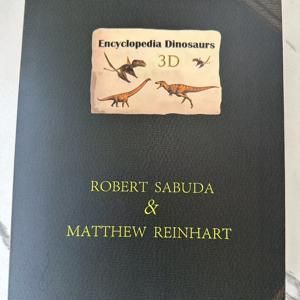 Encyclopedia Dinosaurs
3D
ROBERT SABUDA
&
MATTHEW REINHART